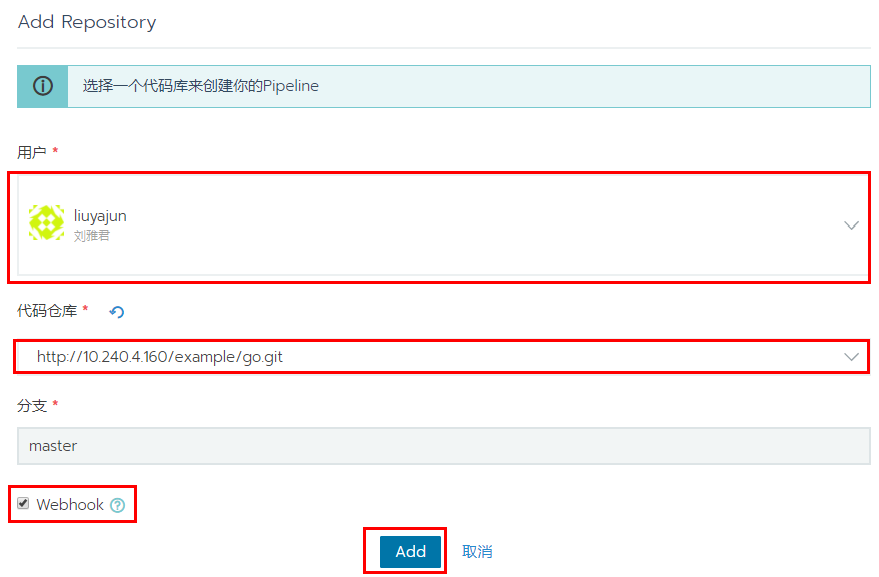 Add Repository
选择一个代码库来创建你的Pipeline
用户 *
liuyajun
刘雅君
代码仓库 *
http://10.240.4.160/example/go.git
分支 *
master
Webhook
Add 取消